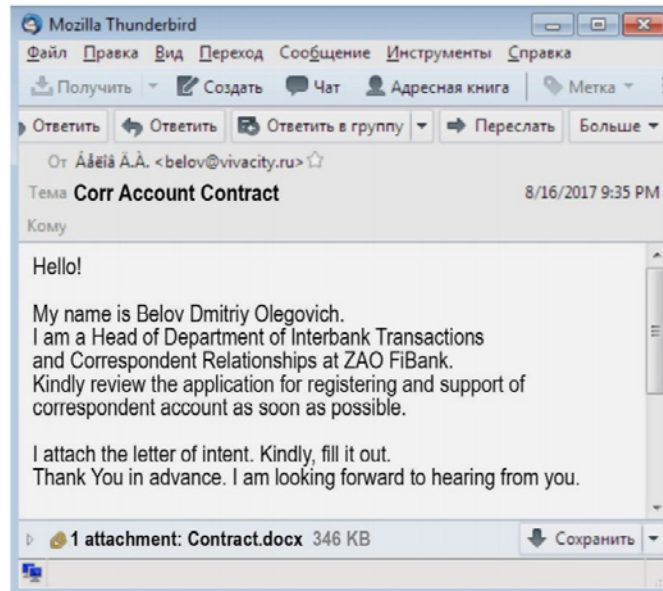 Mozilla Thunderbird
Файл Правка Вид Переход Сообщение Инструменты Справка
Получить Создать Чат Адресная книга Метка
Ответить Ответить Ответить в группу Переслать Больше
От Áåëîâ Ä.À. <belov@vivacity.ru>
Тема Corr Account Contract 8/16/2017 9:35 PM
Кому
Hello!
My name is Belov Dmitriy Olegovich.
I am a Head of Department of Interbank Transactions
and Correspondent Relationships at ZAO FiBank.
Kindly review the application for registering and support of
correspondent account as soon as possible.
I attach the letter of intent. Kindly, fill it out.
Thank You in advance. I am looking forward to hearing from you.
1 attachment: Contract.docx 346 KB Сохранить